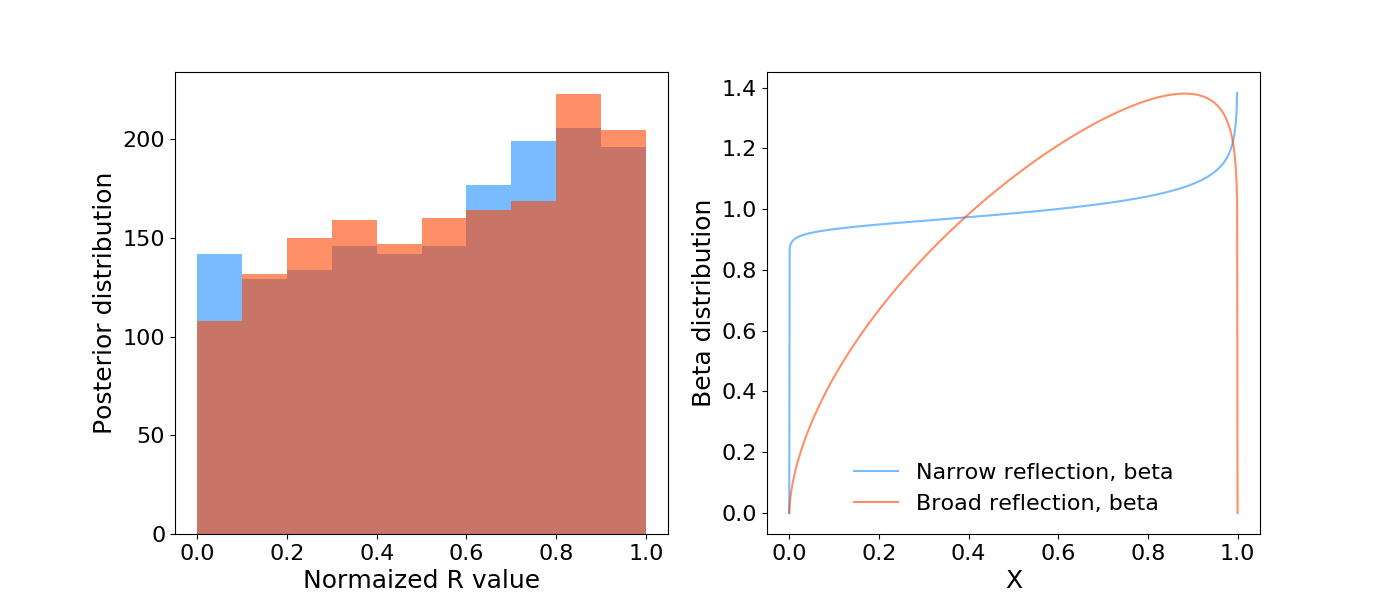 Posterior distribution
200
150
100
50
0
0.0 0.2 0.4 0.6 0.8 1.0
Normaized R value
Beta distribution
1.4
1.2
1.0
0.8
0.6
0.4
0.2
0.0
Narrow reflection, beta
Broad reflection, beta
0.0 0.2 0.4 0.6 0.8 1.0
X